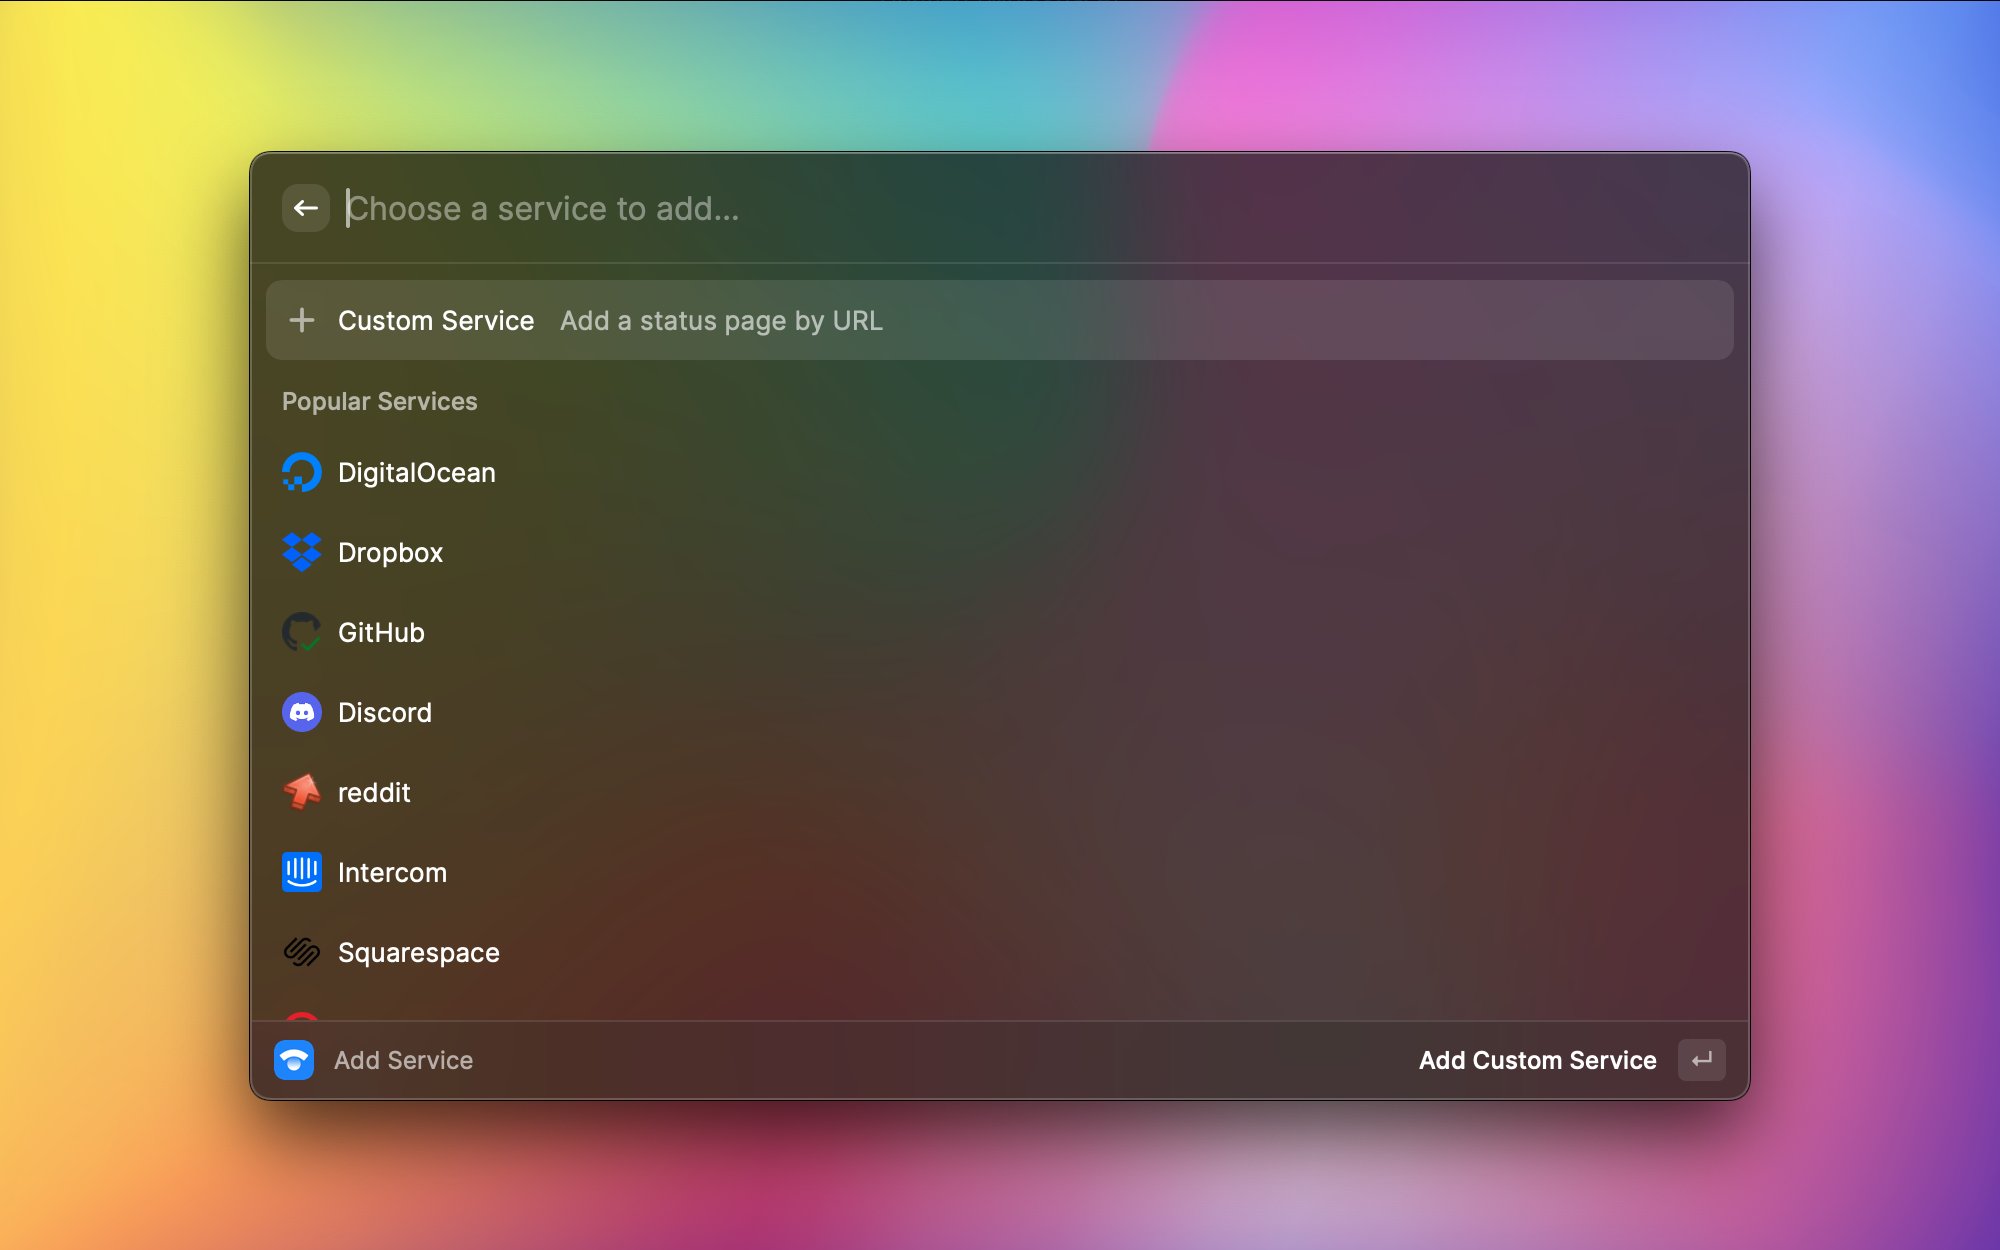 Choose a service to add...
Custom Service Add a status page by URL
Popular Services
DigitalOcean
Dropbox
GitHub
Discord
reddit
Intercom
Squarespace
Add Service Add Custom Service